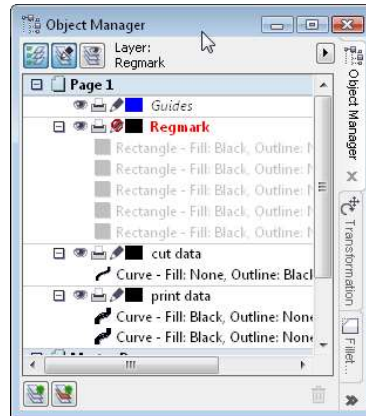 Object Manager
Layer:
Regmark
Page 1
Guides
Regmark
Rectangle - Fill: Black, Outline: N
Rectangle - Fill: Black, Outline: N
Rectangle - Fill: Black, Outline: N
Rectangle - Fill: Black, Outline: N
Rectangle - Fill: Black, Outline: N
cut data
Curve - Fill: None, Outline: Blac
print data
Curve - Fill: Black, Outline: None
Curve - Fill: Black, Outline: None
Object Manager
Transformation
Fillet...